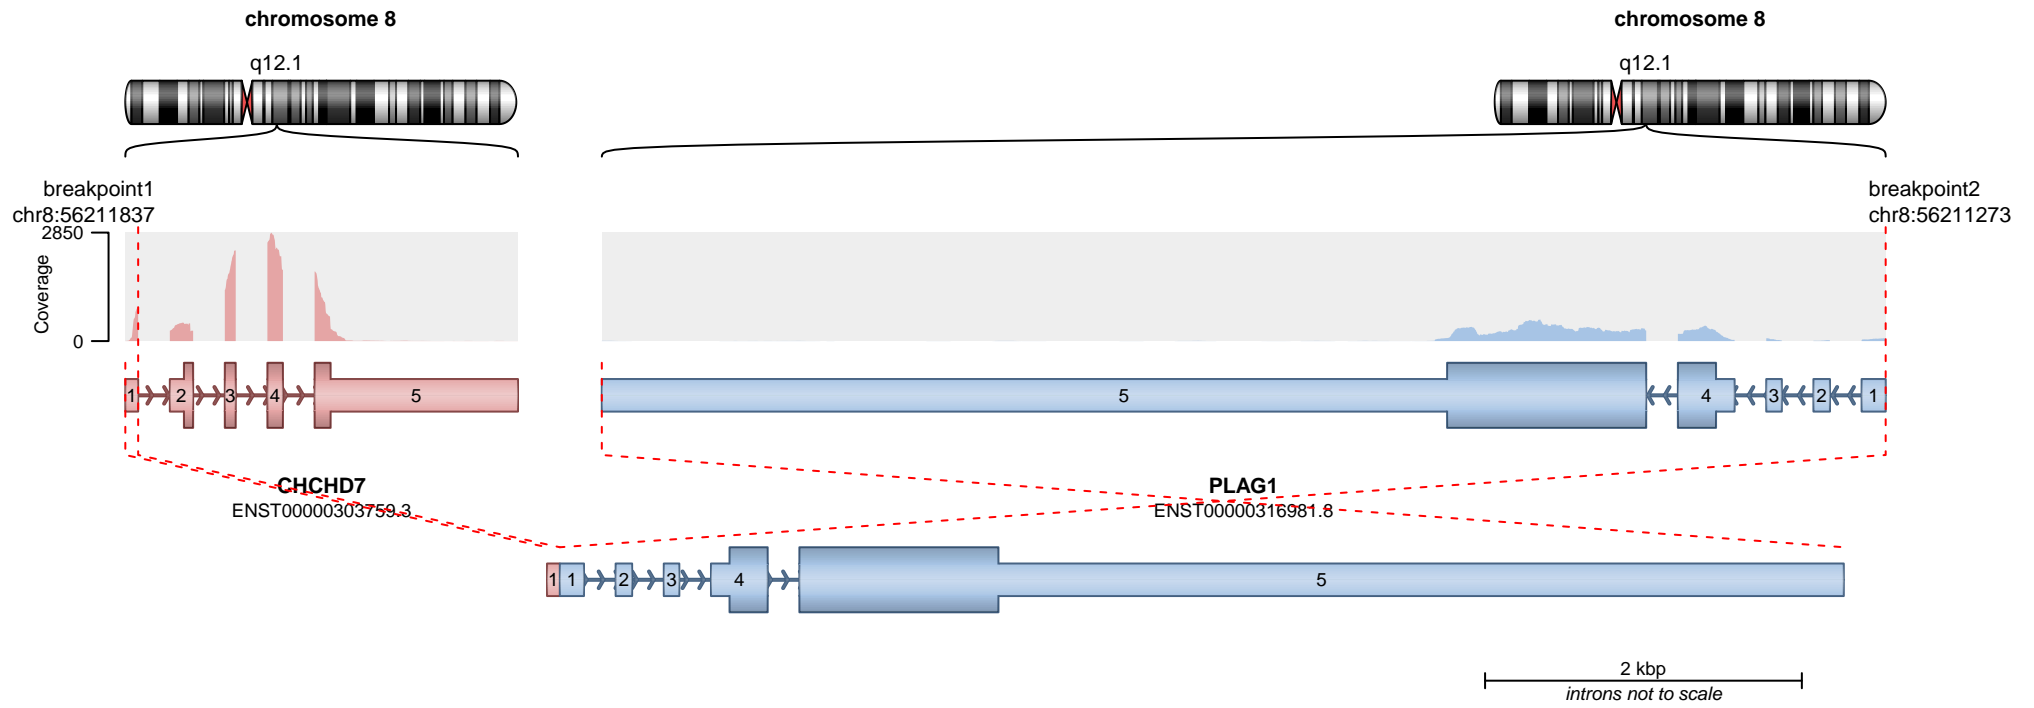 chromosome 8
chromosome 8
q12.1
q12.1
breakpoint1
chr8:56211837
breakpoint2
chr8:56211273
2850
Coverage
0
1 2 3 4 5
5 4 3 2 1
CHCHD7
ENST00000303759.3
PLAG1
ENST00000316981.8
1 1 2 3 4 5
2 kbp
introns not to scale